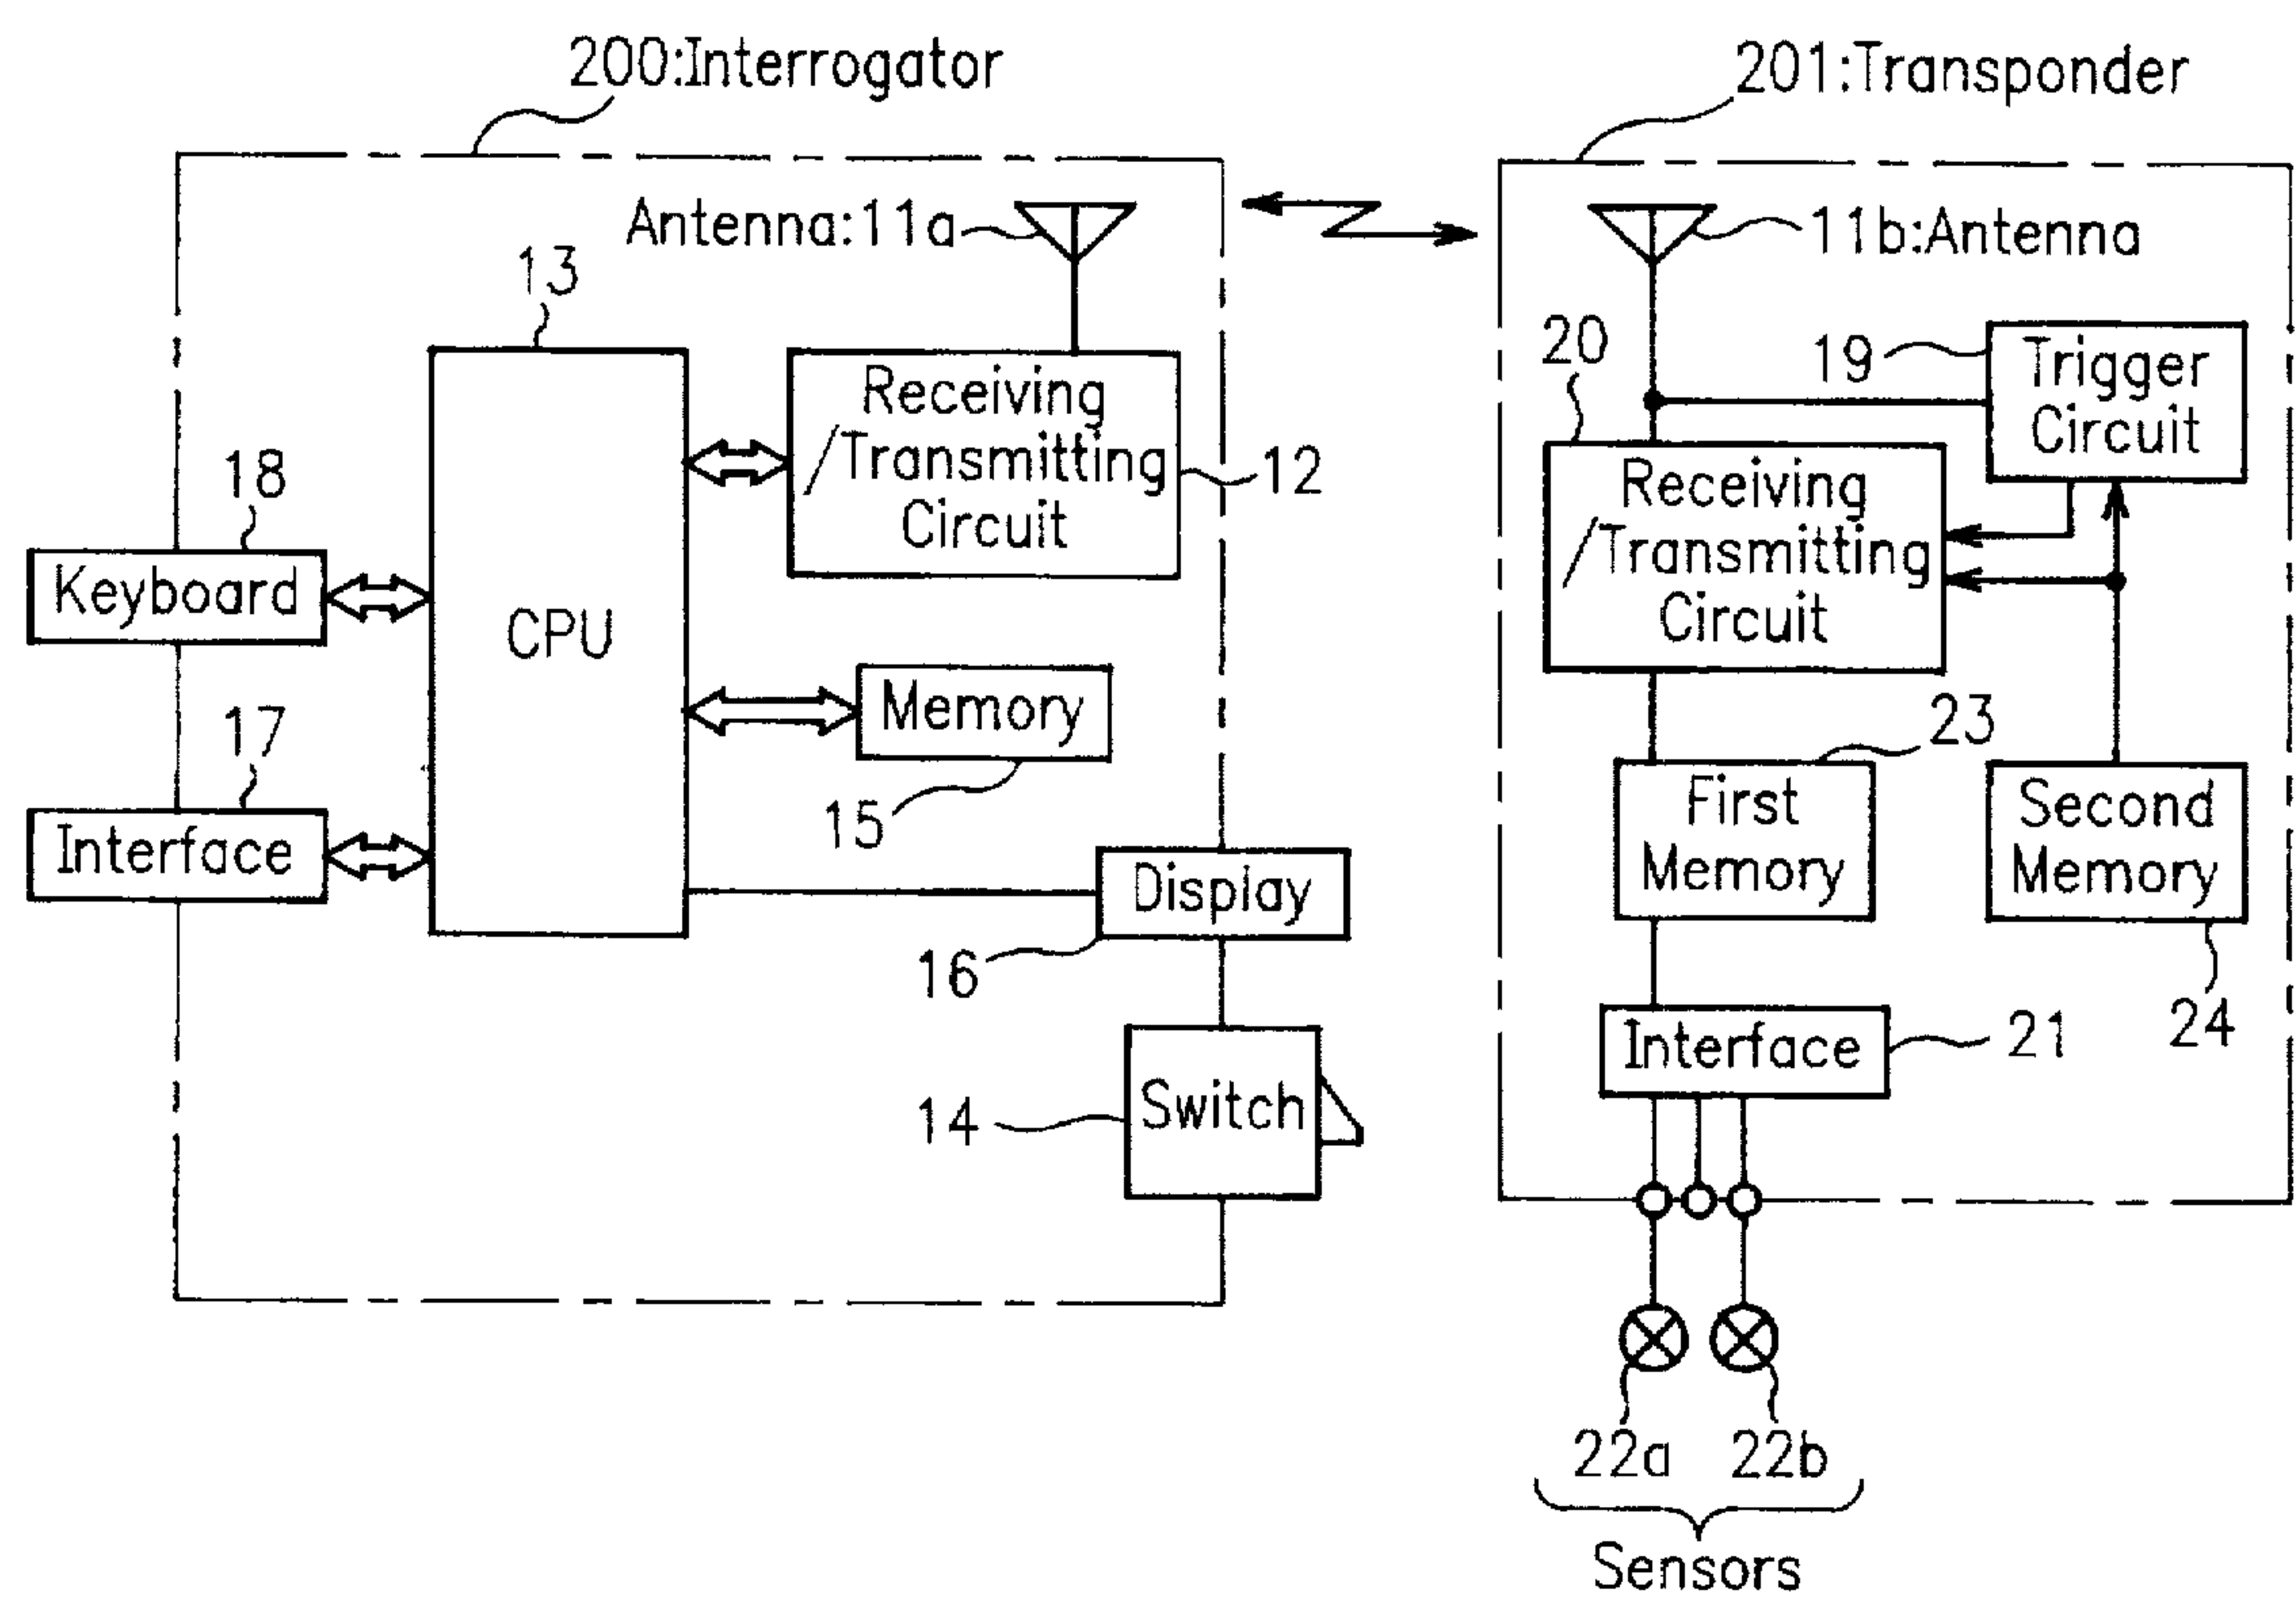 200:Interrogator
Antenna:11a
13
Receiving
/Transmitting
Circuit
12
18
Keyboard
CPU
Memory
15
17
Interface
Display
16
Switch
14
201:Transponder
11b:Antenna
20
19
Trigger
Circuit
Receiving
/Transmitting
Circuit
23
First
Memory
Second
Memory
24
Interface
21
22a
22b
Sensors